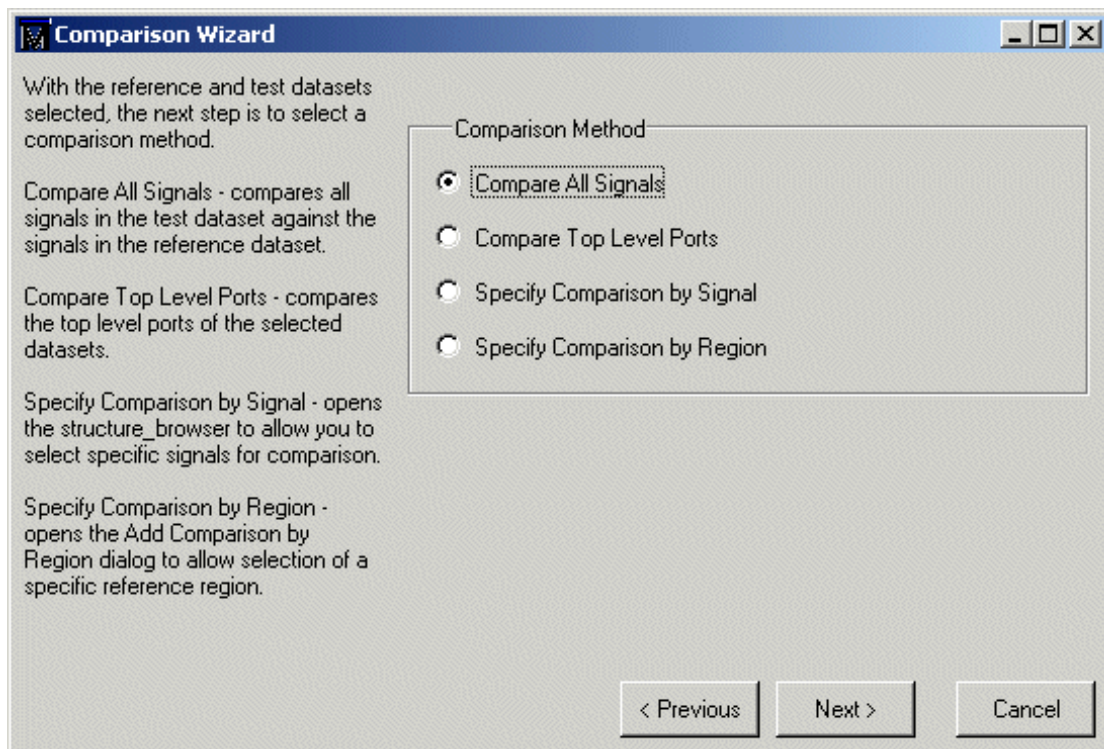 Comparison Wizard
With the reference and test datasets
selected, the next step is to select a
comparison method.
Compare All Signals - compares all
signals in the test dataset against the
signals in the reference dataset.
Compare Top Level Ports - compares
the top level ports of the selected
datasets.
Specify Comparison by Signal - opens
the structure_browser to allow you to
select specific signals for comparison.
Specify Comparison by Region -
opens the Add Comparison by
Region dialog to allow selection of a
specific reference region.
Comparison Method
Compare All Signals
Compare Top Level Ports
Specify Comparison by Signal
Specify Comparison by Region
< Previous
Next >
Cancel